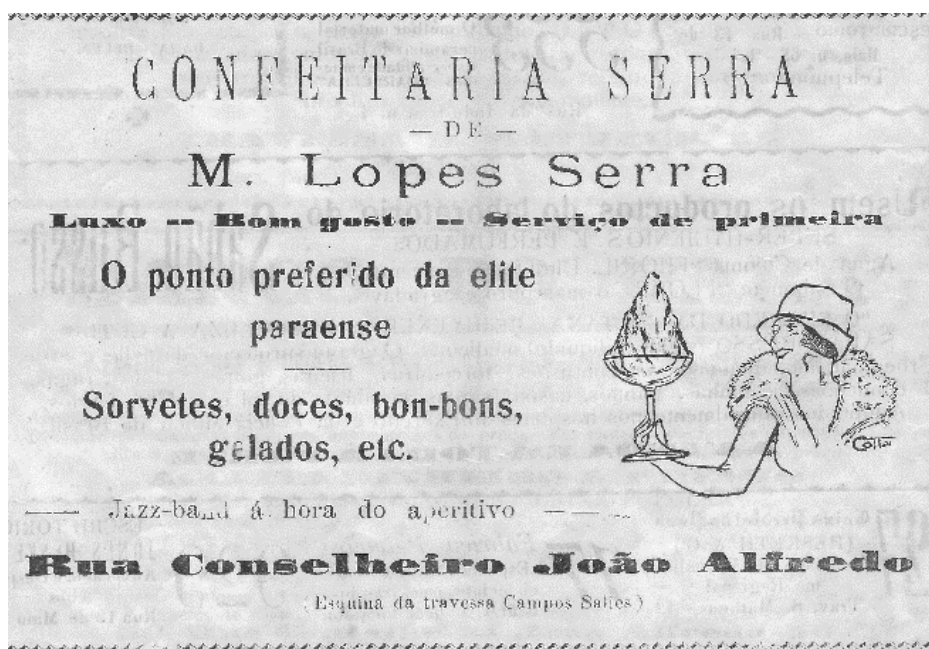 CONFEITARIA SERRA
— DE —
M. Lopes Serra
Luxo -- Bom gosto -- Serviço de primeira
O ponto preferido da elite
paraense
Sorvetes, doces, bon-bons,
gelados, etc.
Jazz-band á hora do aperitivo
Rua Conselheiro João Alfredo
(Esquina da travessa Campos Salles)